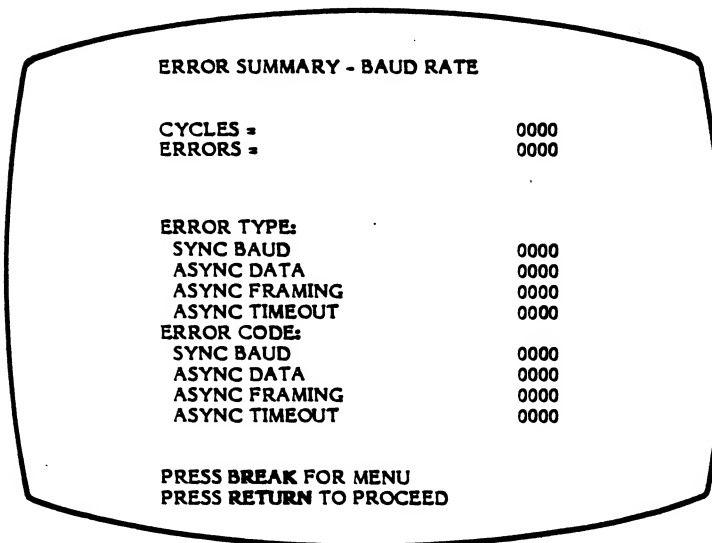 ERROR SUMMARY - BAUD RATE
CYCLES = 0000
ERRORS = 0000
ERROR TYPE:
SYNC BAUD 0000
ASYNC DATA 0000
ASYNC FRAMING 0000
ASYNC TIMEOUT 0000
ERROR CODE:
SYNC BAUD 0000
ASYNC DATA 0000
ASYNC FRAMING 0000
ASYNC TIMEOUT 0000
PRESS BREAK FOR MENU
PRESS RETURN TO PROCEED